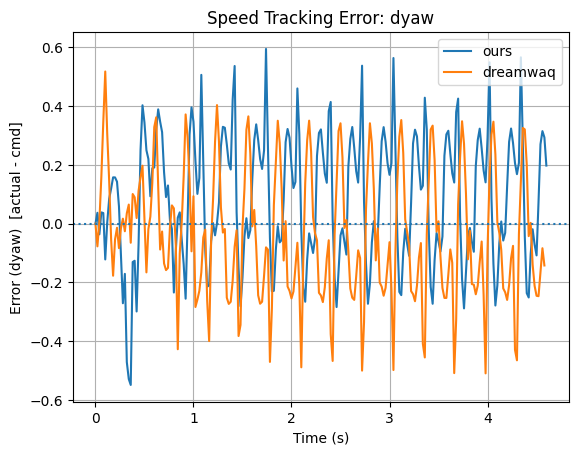 Speed Tracking Error: dyaw
ours
dreamwaq
Error (dyaw) [actual - cmd]
0.6
0.4
0.2
0.0
−0.2
−0.4
−0.6
0
1
2
3
4
Time (s)